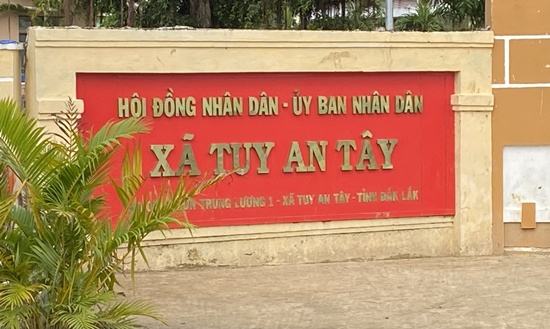 HỘI ĐỒNG NHÂN DÂN - ỦY BAN NHÂN DÂN
XÃ TUY AN TÂY
TRUNG LƯƠNG 1 - XÃ TUY AN TÂY - TỈNH ĐẮK LẮK